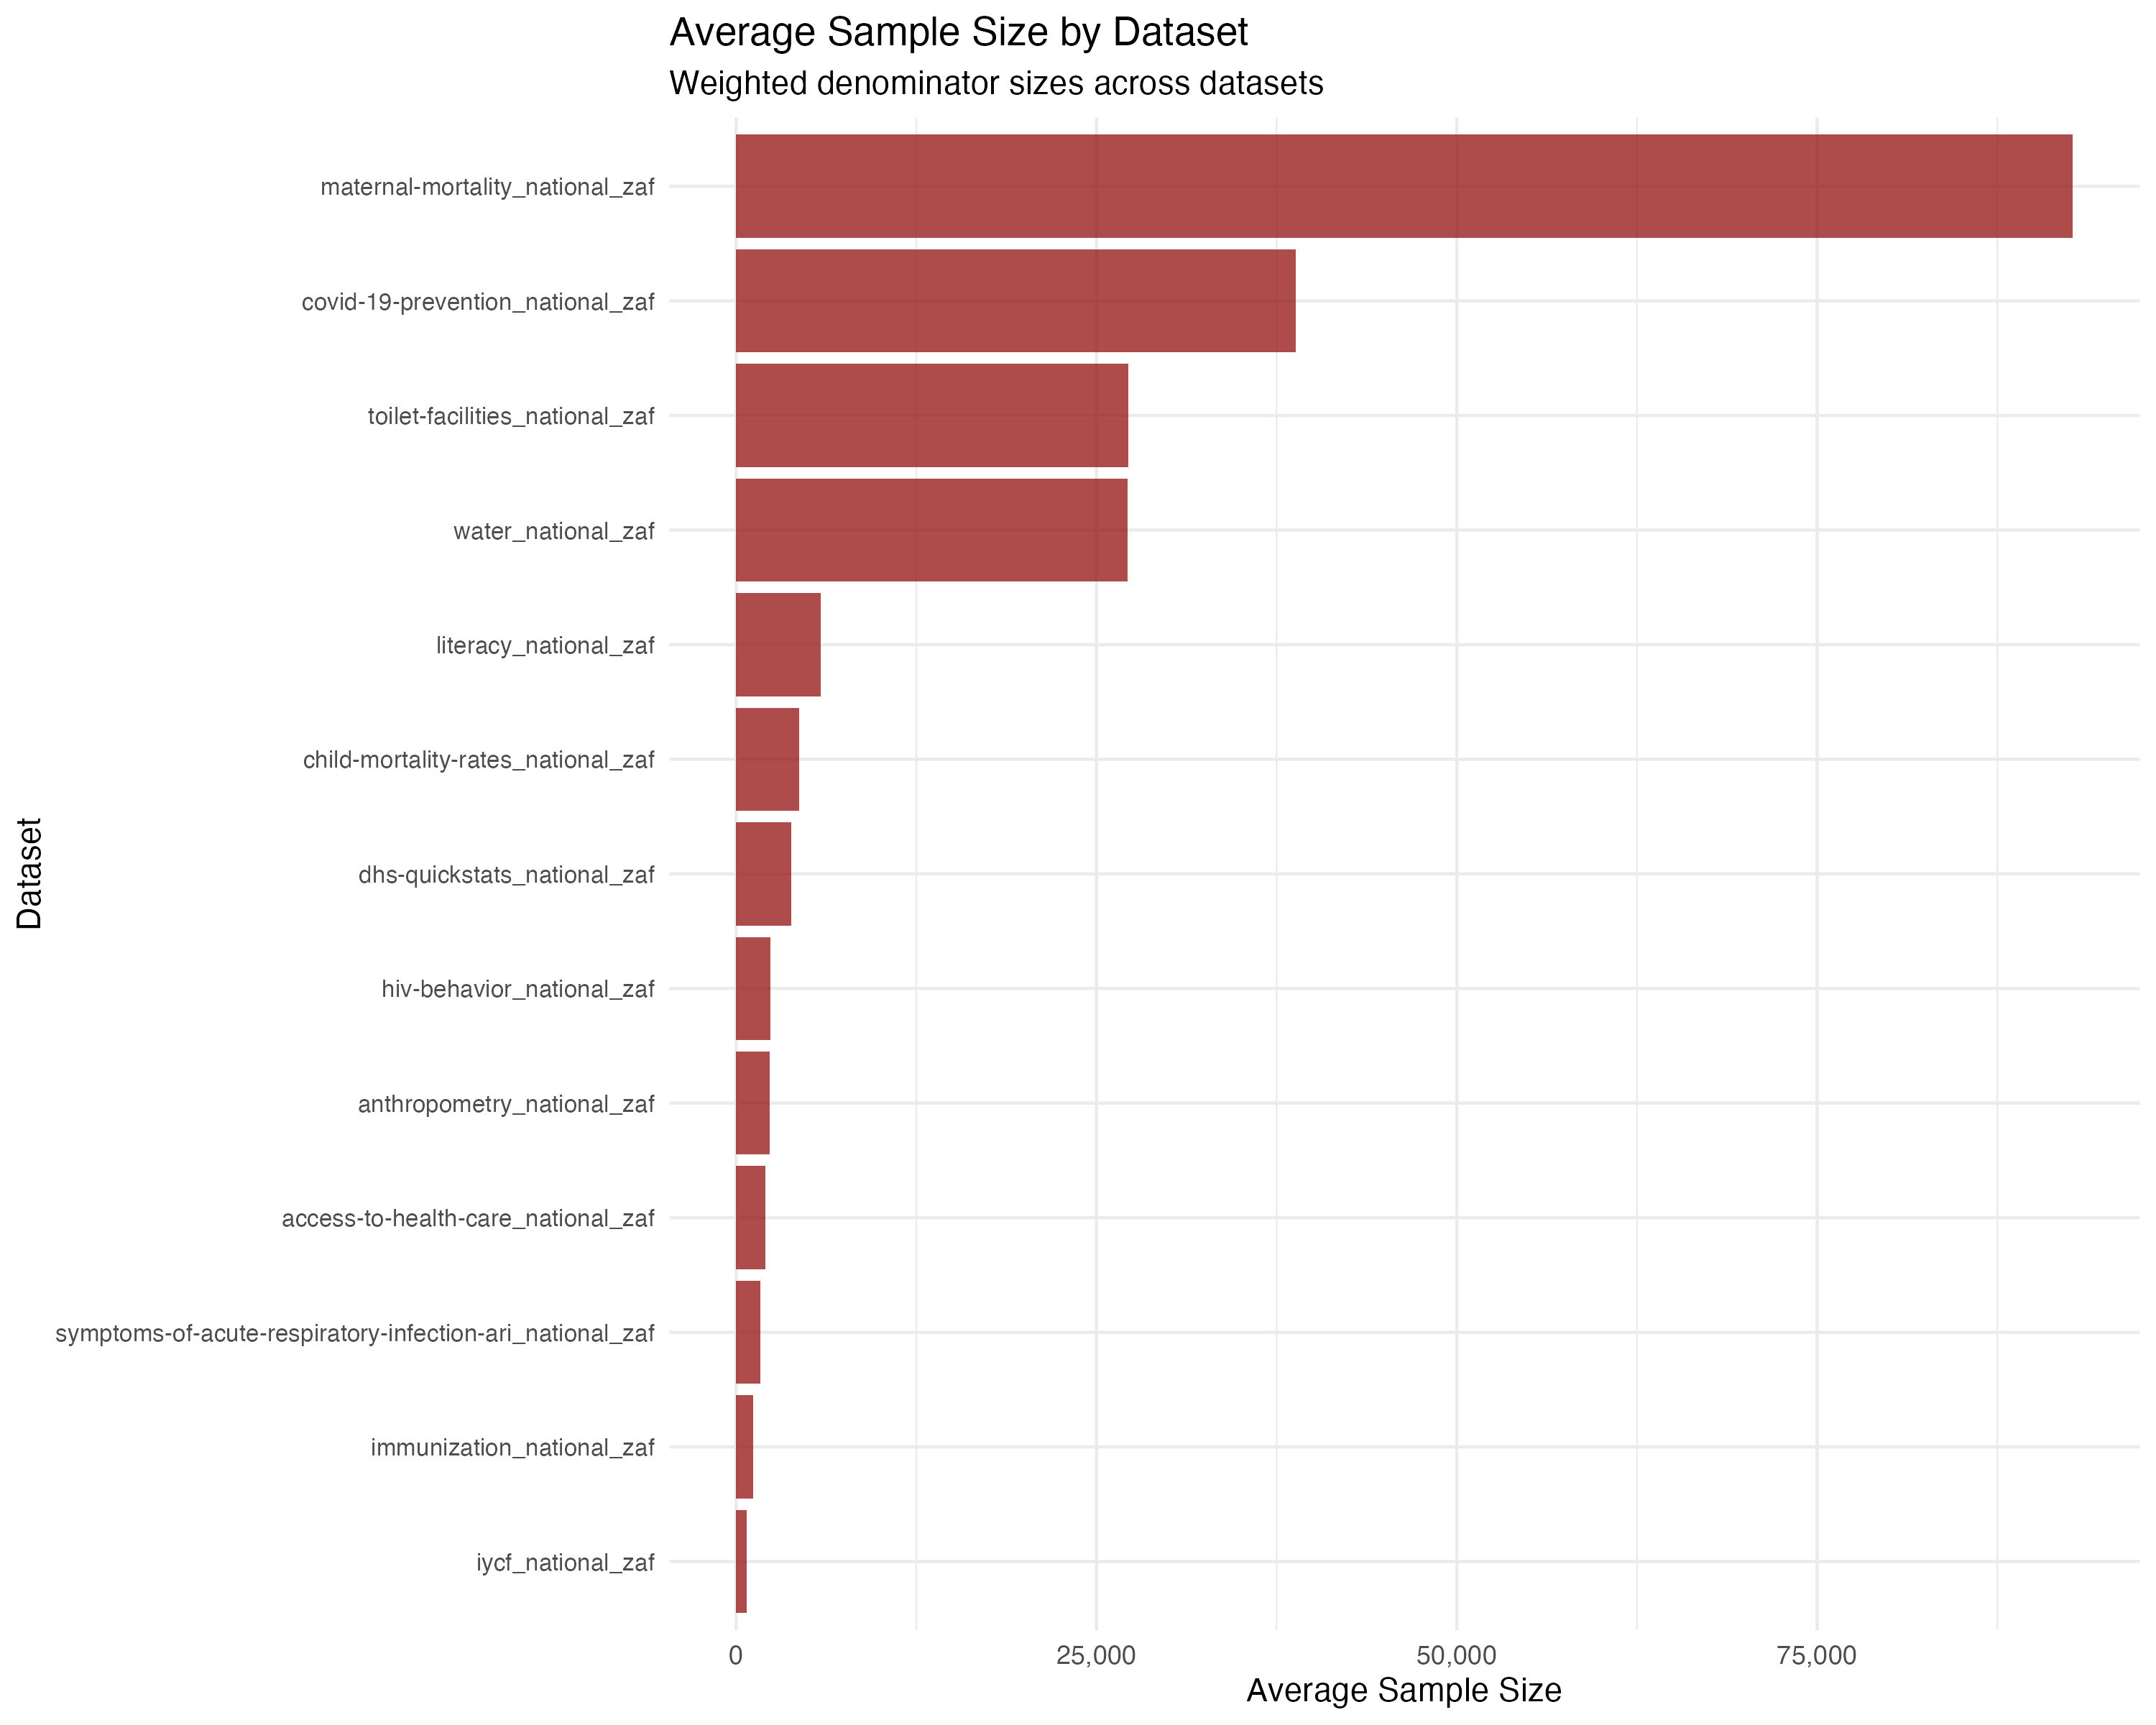 Average Sample Size by Dataset
Weighted denominator sizes across datasets
maternal-mortality_national_zaf
covid-19-prevention_national_zaf
toilet-facilities_national_zaf
water_national_zaf
literacy_national_zaf
child-mortality-rates_national_zaf
dhs-quickstats_national_zaf
hiv-behavior_national_zaf
anthropometry_national_zaf
access-to-health-care_national_zaf
symptoms-of-acute-respiratory-infection-ari_national_zaf
immunization_national_zaf
iycf_national_zaf
Dataset
0 25,000 50,000 75,000
Average Sample Size